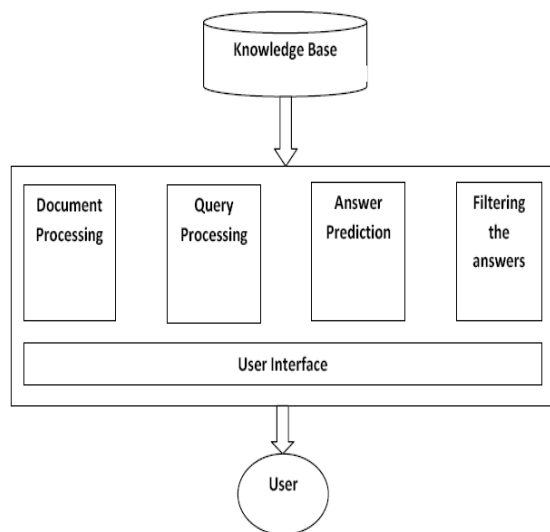 Knowledge Base
Document
Processing
Query
Processing
Answer
Prediction
Filtering
the
answers
User Interface
User